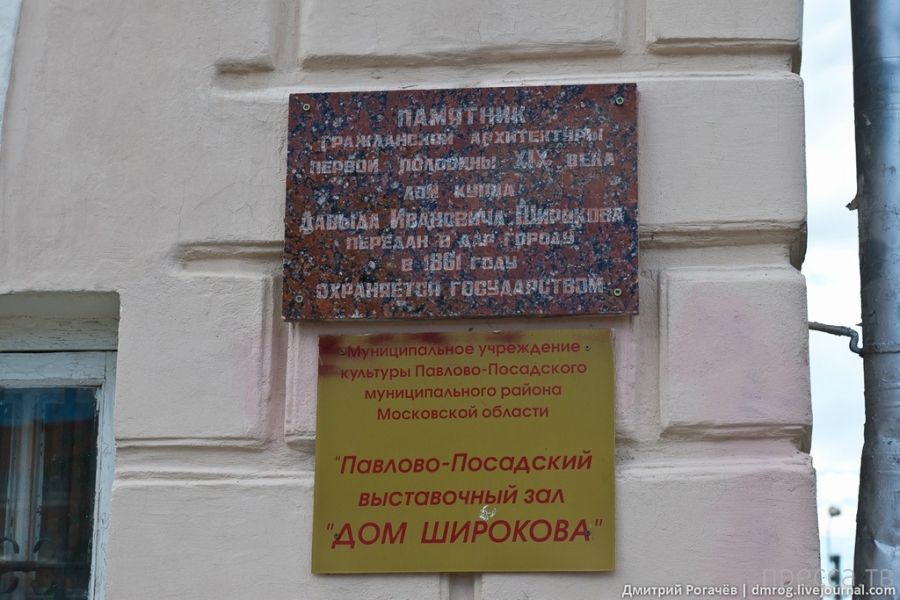 ПАМЯТНИК
ГРАЖДАНСКОЙ АРХИТЕКТУРЫ
ПЕРВОЙ ПОЛОВИНЫ XIX ВЕКА
ДОМ КУПЦА
ДАВЫДА ИВАНОВИЧА ШИРОКОВА
ПЕРЕДАН В ДАР ГОРОДУ
В 1861 ГОДУ
ОХРАНЯЕТСЯ ГОСУДАРСТВОМ
Муниципальное учреждение
культуры Павлово-Посадского
муниципального района
Московской области
"Павлово-Посадский
выставочный зал
"ДОМ ШИРОКОВА"
пресса.тв
Дмитрий Рогачёв | dmrog.livejournal.com